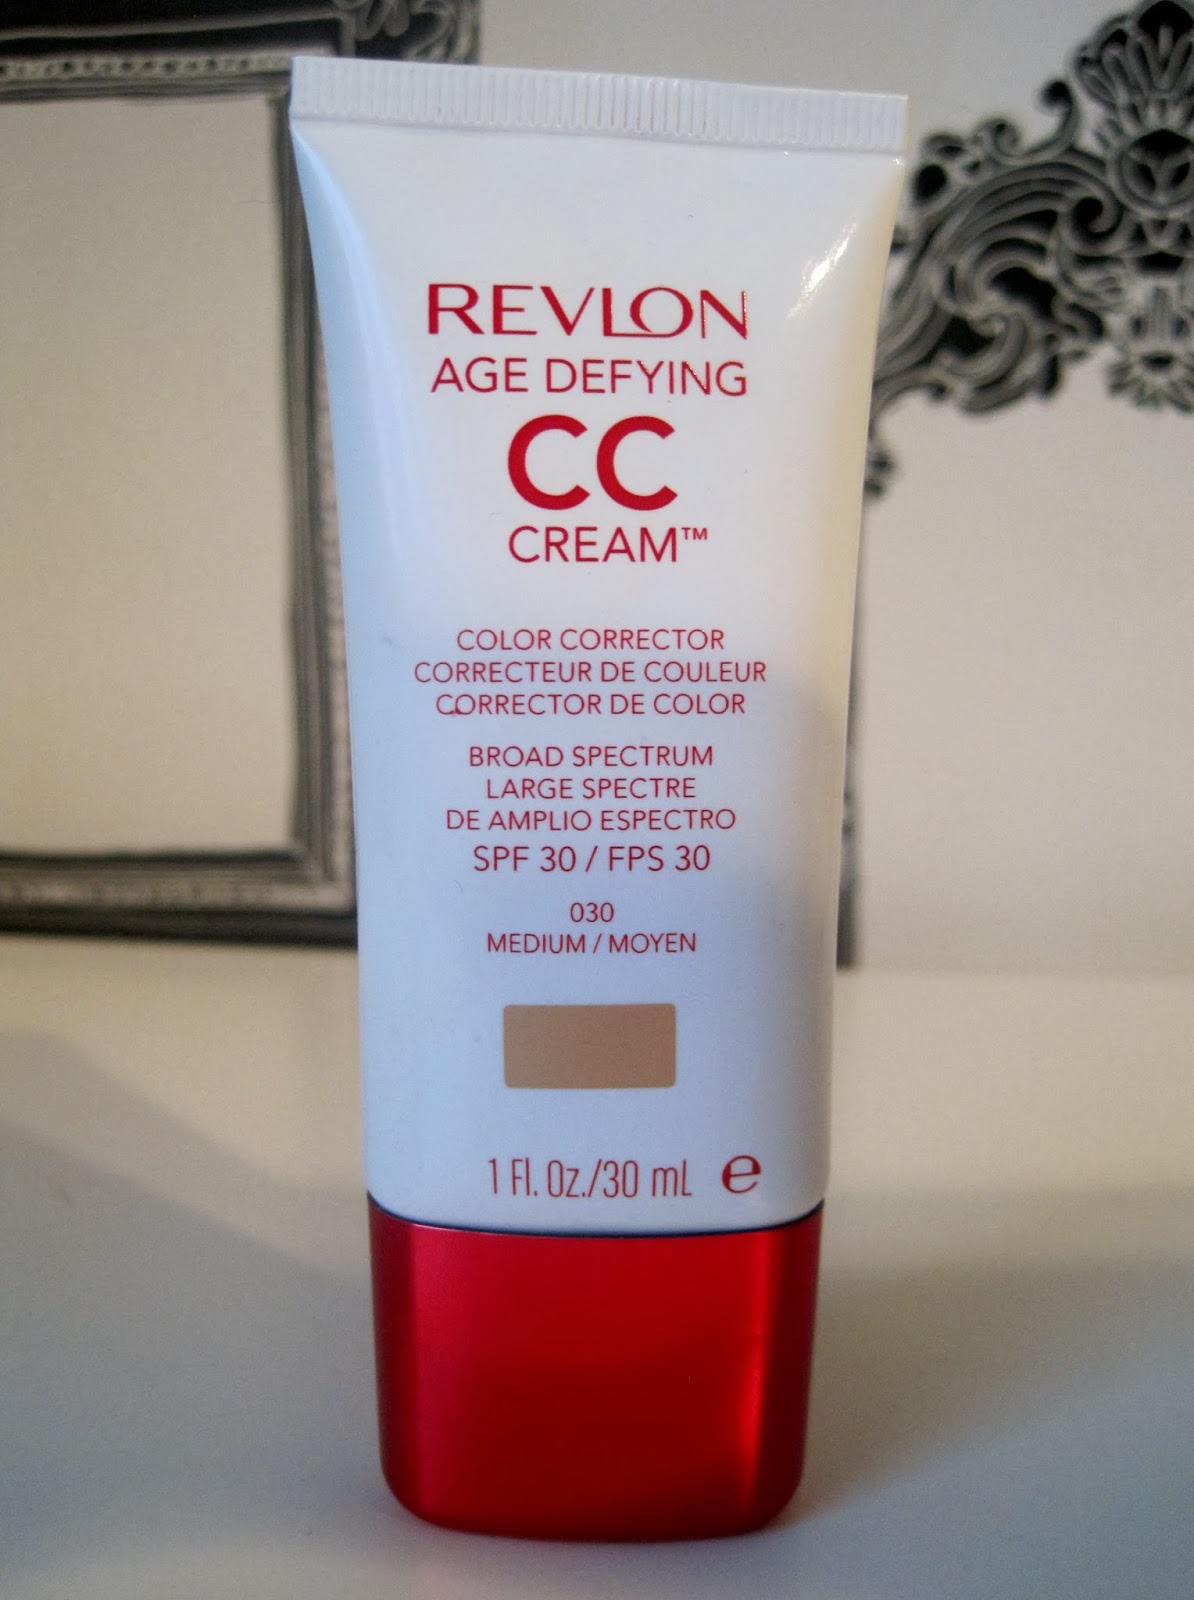 REVLON
AGE DEFYING
CC
CREAM™
COLOR CORRECTOR
CORRECTEUR DE COULEUR
CORRECTOR DE COLOR
BROAD SPECTRUM
LARGE SPECTRE
DE AMPLIO ESPECTRO
SPF 30 / FPS 30
030
MEDIUM / MOYEN
1 Fl. Oz./30 mL ℮